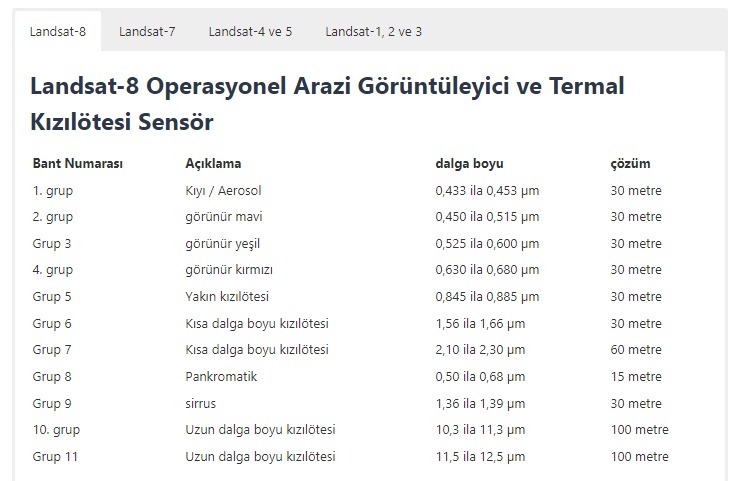 Landsat-8 Landsat-7 Landsat-4 ve 5 Landsat-1, 2 ve 3
Landsat-8 Operasyonel Arazi Görüntüleyici ve Termal
Kızılötesi Sensör
Bant Numarası Açıklama dalga boyu çözüm
1. grup Kıyı / Aerosol 0,433 ila 0,453 μm 30 metre
2. grup görünür mavi 0,450 ila 0,515 μm 30 metre
Grup 3 görünür yeşil 0,525 ila 0,600 μm 30 metre
4. grup görünür kırmızı 0,630 ila 0,680 μm 30 metre
Grup 5 Yakın kızılötesi 0,845 ila 0,885 μm 30 metre
Grup 6 Kısa dalga boyu kızılötesi 1,56 ila 1,66 μm 30 metre
Grup 7 Kısa dalga boyu kızılötesi 2,10 ila 2,30 μm 60 metre
Grup 8 Pankromatik 0,50 ila 0,68 μm 15 metre
Grup 9 sirrus 1,36 ila 1,39 μm 30 metre
10. grup Uzun dalga boyu kızılötesi 10,3 ila 11,3 μm 100 metre
Grup 11 Uzun dalga boyu kızılötesi 11,5 ila 12,5 μm 100 metre